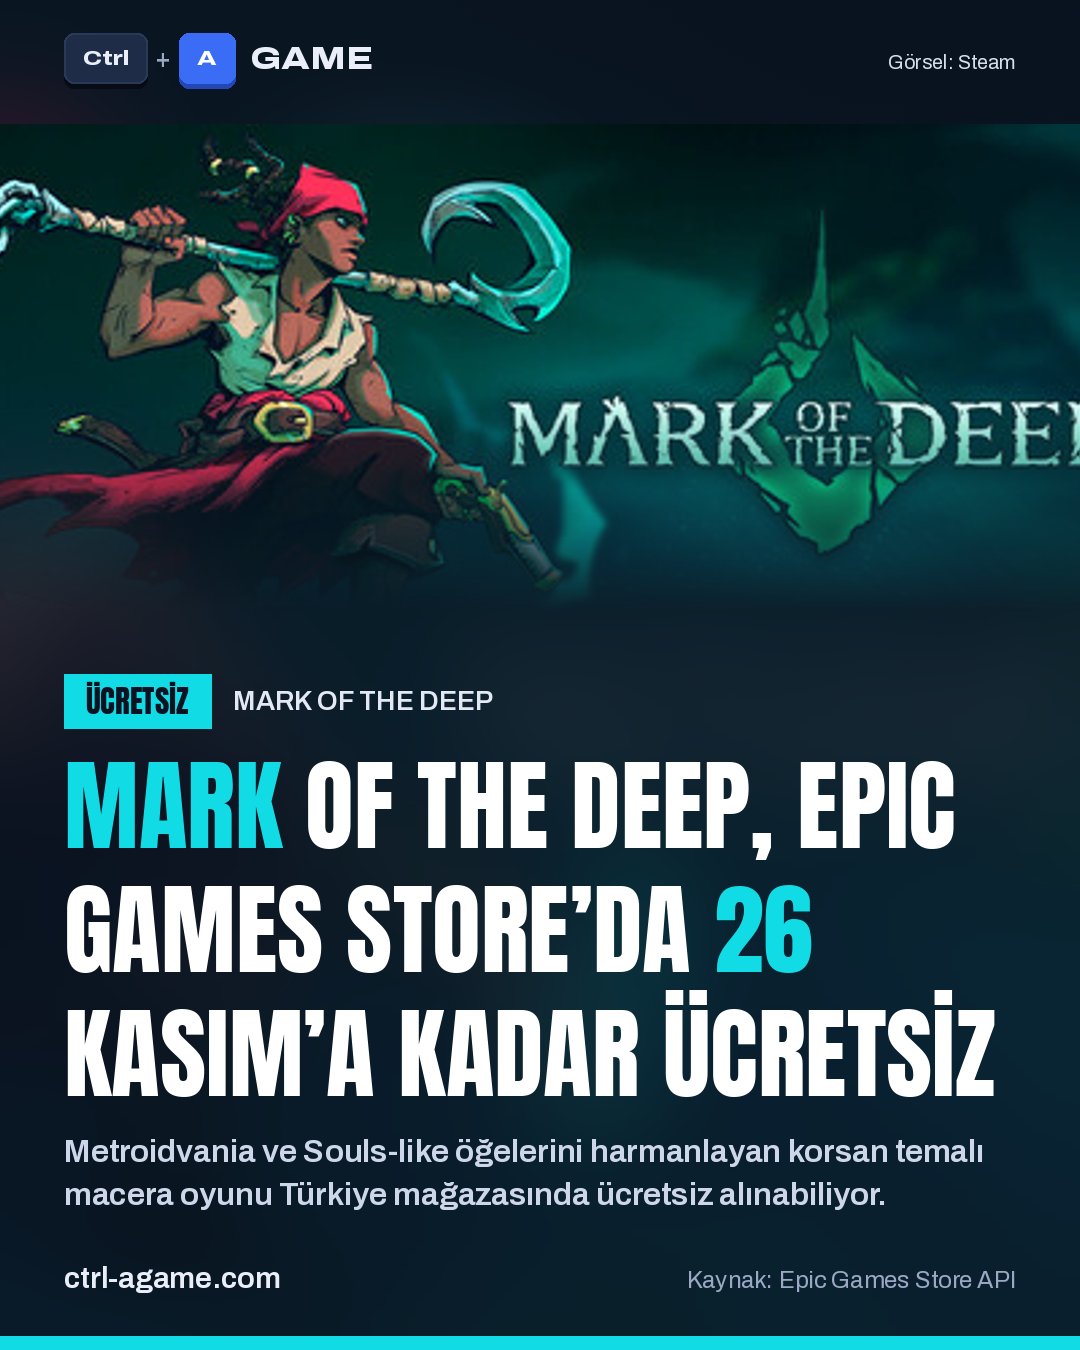 Ctrl + A GAME
Görsel: Steam
MARK OF THE DEEP
ÜCRETSİZ MARK OF THE DEEP
MARK OF THE DEEP, EPIC
GAMES STORE’DA 26
KASIM’A KADAR ÜCRETSİZ
Metroidvania ve Souls-like öğelerini harmanlayan korsan temalı
macera oyunu Türkiye mağazasında ücretsiz alınabiliyor.
ctrl-agame.com
Kaynak: Epic Games Store API